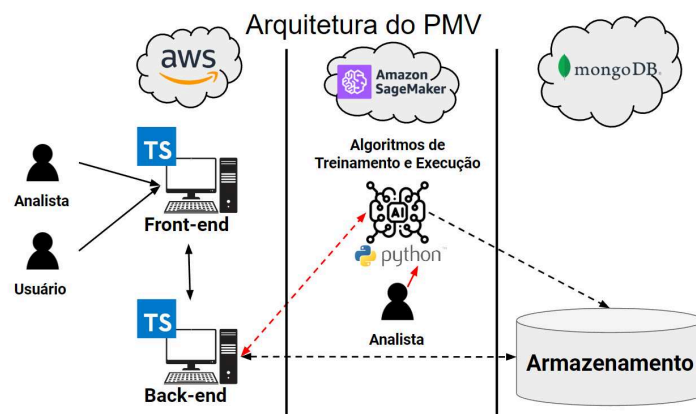 Arquitetura do PMV
aws
Amazon
SageMaker
mongoDB®
Algoritmos de
Treinamento e Execução
TS
Analista
Front-end
AI
python™
Usuário
TS
Analista
Back-end
Armazenamento